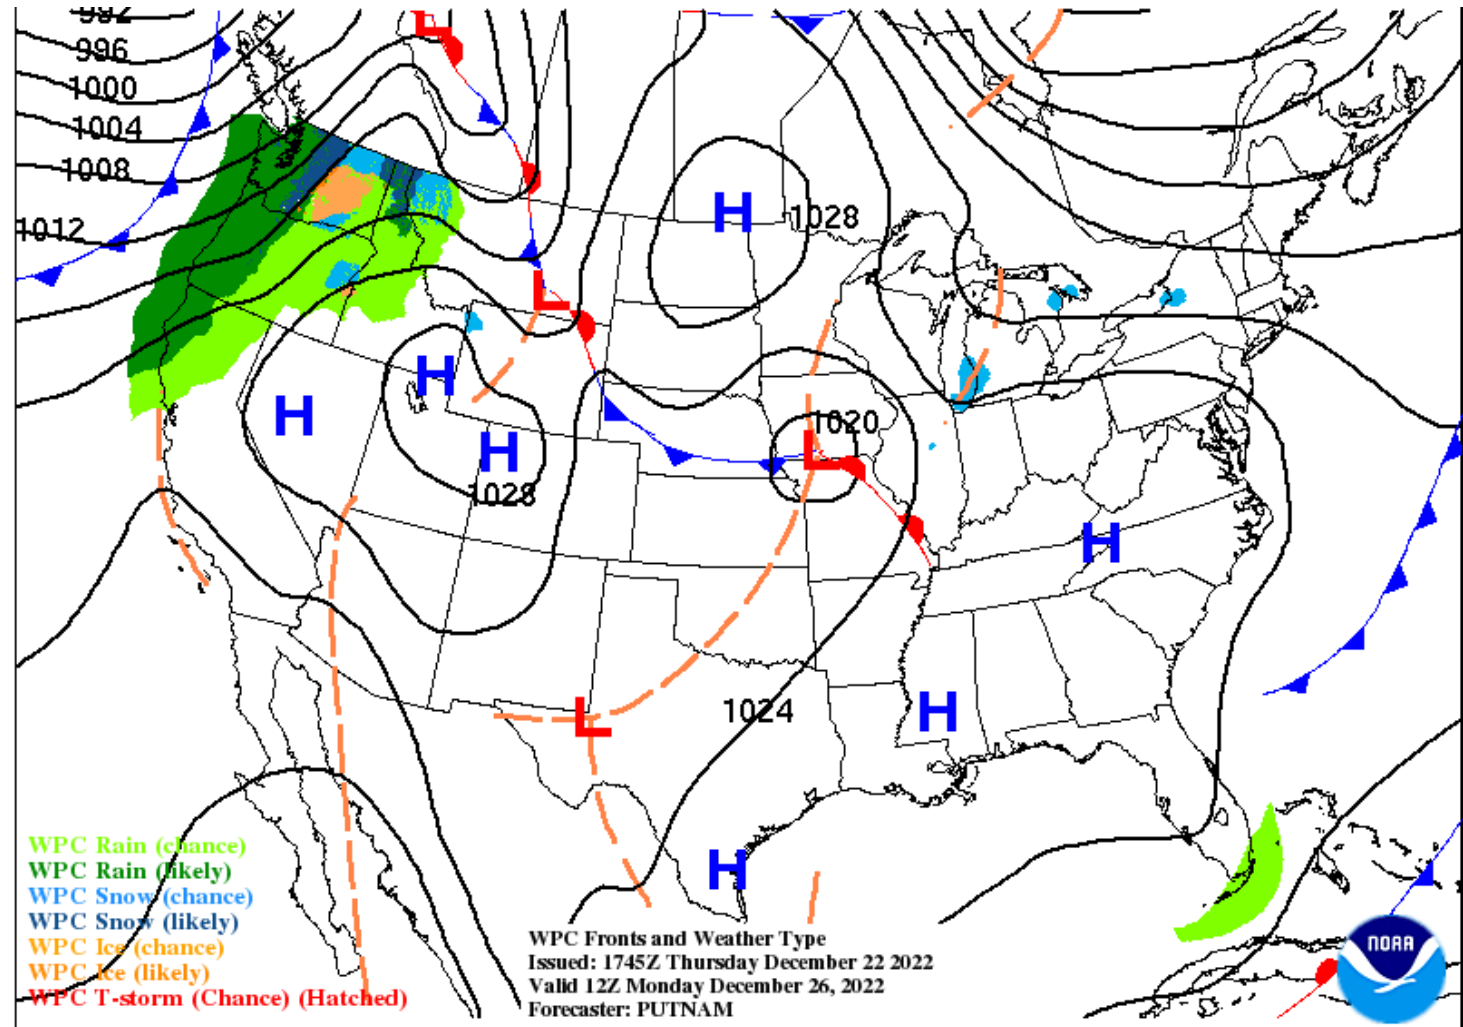 992
996
1000
1004
1008
1012
L
H
1028
L
H
H
H
1028
1020
L
H
H
1024
L
H
WPC Rain (chance)
WPC Rain (likely)
WPC Snow (chance)
WPC Snow (likely)
WPC Ice (chance)
WPC Ice (likely)
WPC T-storm (Chance) (Hatched)
WPC Fronts and Weather Type
Issued: 1745Z Thursday December 22 2022
Valid 12Z Monday December 26, 2022
Forecaster: PUTNAM
NOAA